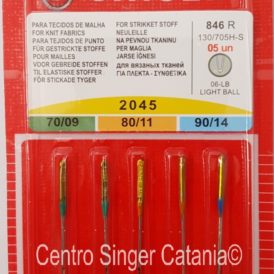 PARA TECIDOS DE MALHA
FOR KNIT FABRICS
PARA TEJIDOS DE PUNTO
FÜR GESTRICKTE STOFFE
POUR MAILLES
VOOR GEBREIDE STOFFEN
TIL ELASTISKE STOFFER
FÖR STICKADE TYGER
FOR STRIKKET STOFF
NEULEILLE
NA PEVNOU TKANINU
PER MAGLIA
JARSE İĞNESİ
для вязаных тканей
ΓΙΑ ΠΛΕΚΤΑ - ΣΥΝΘΕΤΙΚΑ
846 R
130/705H-S
05 un
06-LB
LIGHT BALL
2045
70/09 80/11 90/14
Centro Singer Catania©